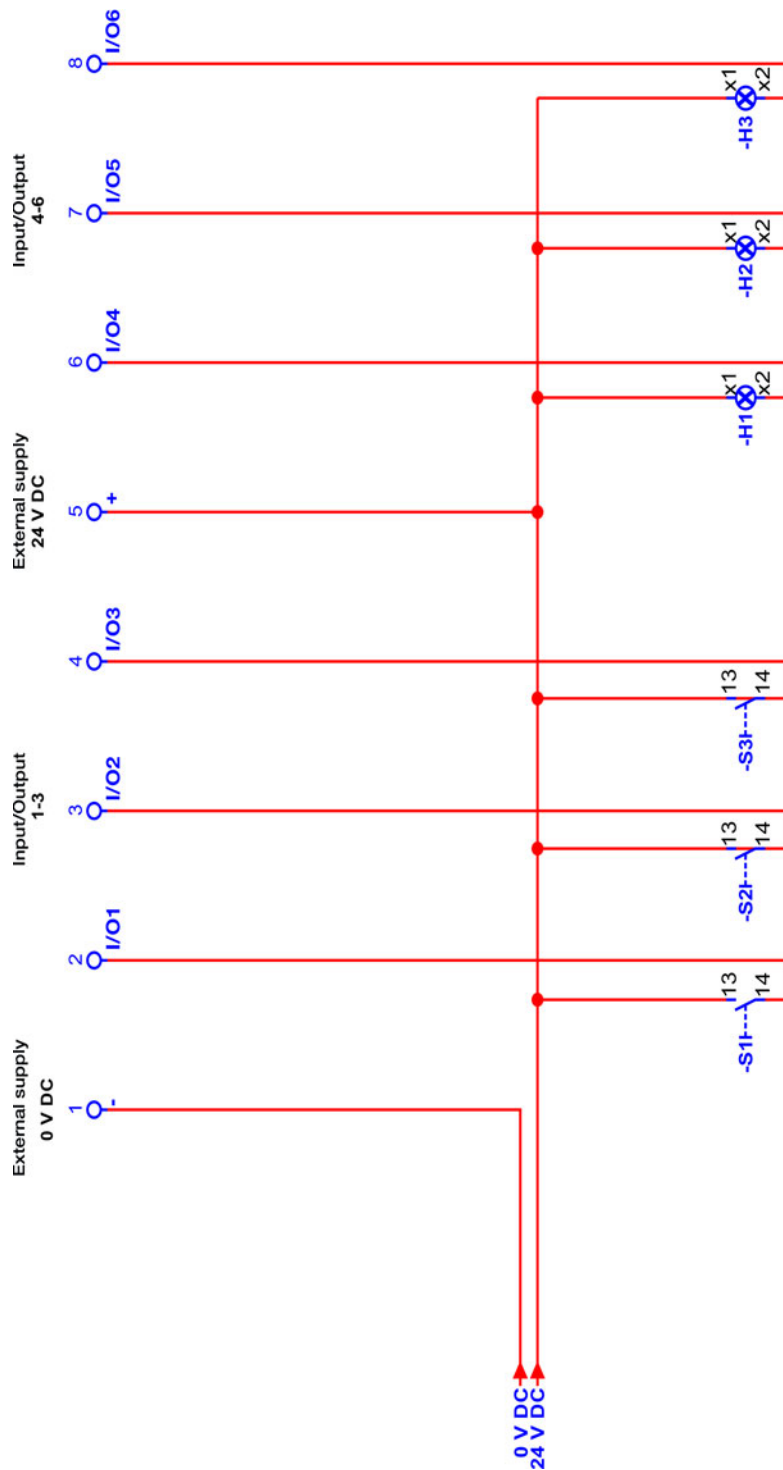 External supply
0 V DC
Input/Output
1-3
External supply
24 V DC
Input/Output
4-6
1
2
3
4
5
6
7
8
-
I/O1
I/O2
I/O3
+
I/O4
I/O5
I/O6
0 V DC
24 V DC
-S1
13
14
-S2
13
14
-S3
13
14
-H1
x1
x2
-H2
x1
x2
-H3
x1
x2